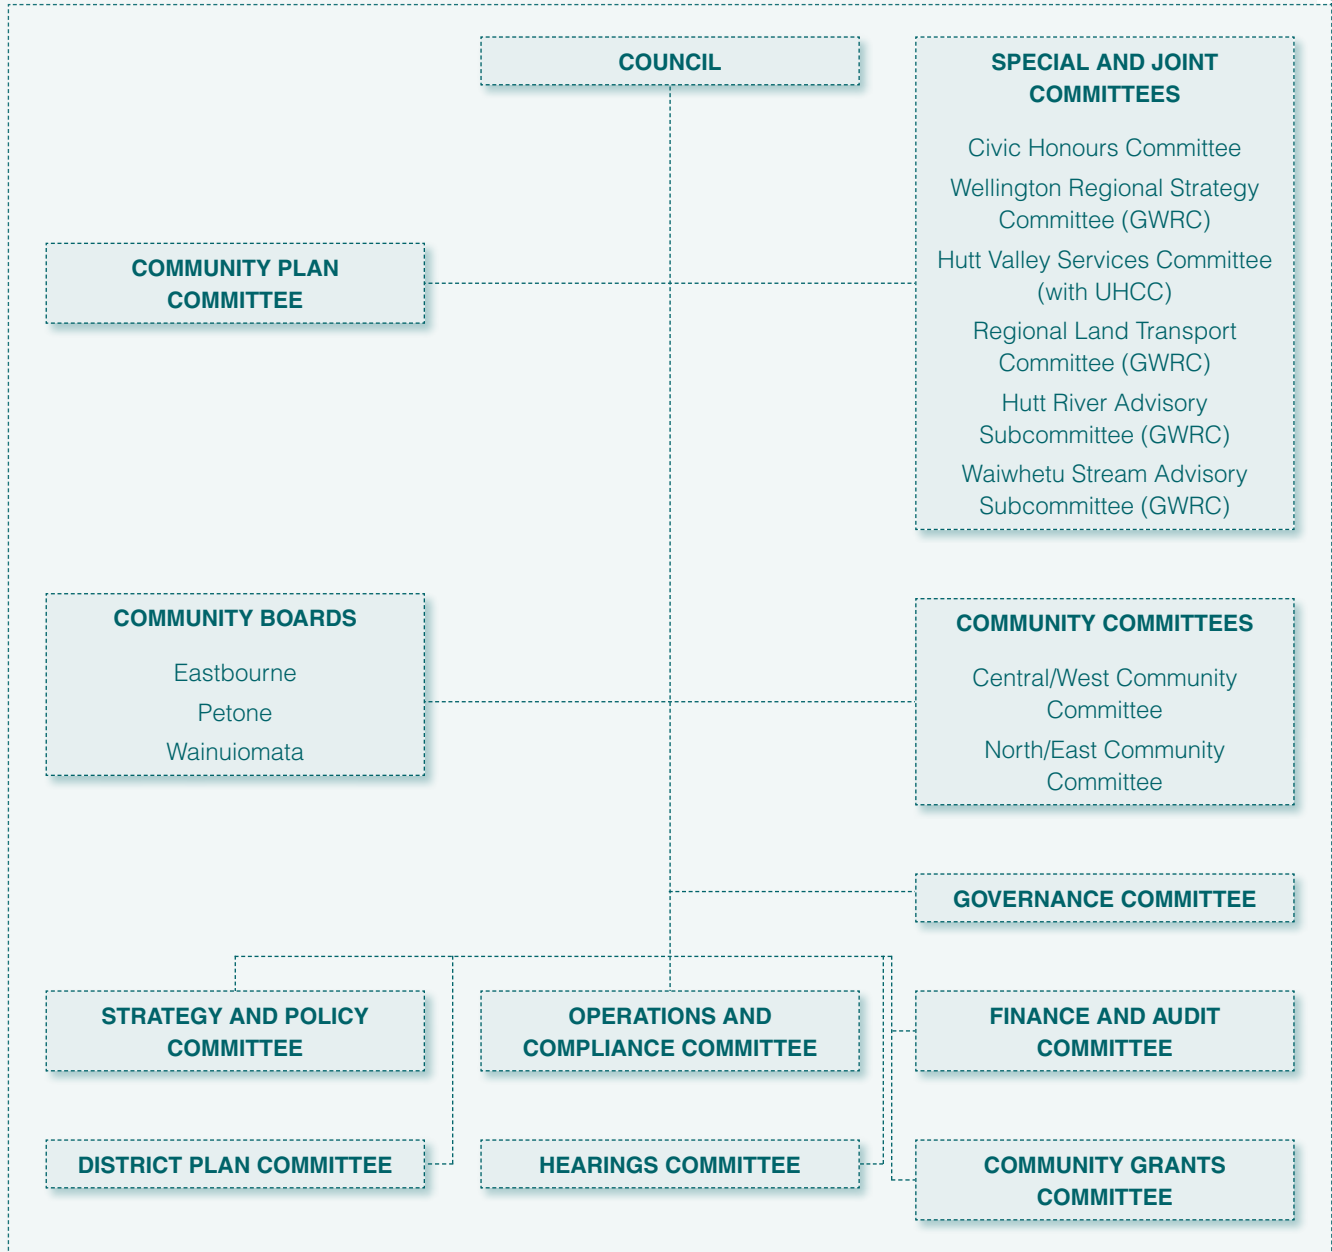 COUNCIL
SPECIAL AND JOINT
COMMITTEES
Civic Honours Committee
Wellington Regional Strategy
Committee (GWRC)
Hutt Valley Services Committee
(with UHCC)
Regional Land Transport
Committee (GWRC)
Hutt River Advisory
Subcommittee (GWRC)
Waiwhetu Stream Advisory
Subcommittee (GWRC)
COMMUNITY PLAN
COMMITTEE
COMMUNITY BOARDS
Eastbourne
Petone
Wainuiomata
COMMUNITY COMMITTEES
Central/West Community
Committee
North/East Community
Committee
GOVERNANCE COMMITTEE
STRATEGY AND POLICY
COMMITTEE
OPERATIONS AND
COMPLIANCE COMMITTEE
FINANCE AND AUDIT
COMMITTEE
DISTRICT PLAN COMMITTEE
HEARINGS COMMITTEE
COMMUNITY GRANTS
COMMITTEE